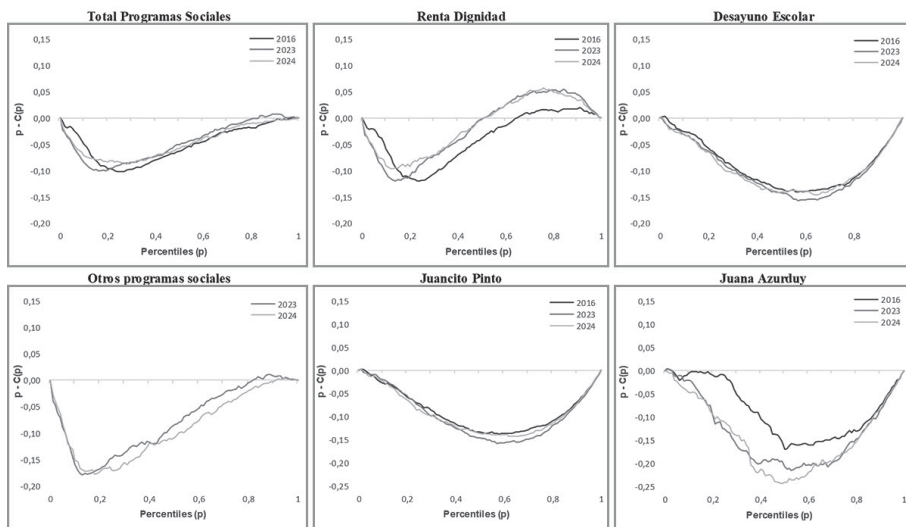 Total Programas Sociales
0,15
0,10
0,05
0,00
-0,05
-0,10
-0,15
-0,20
p - C(p)
2016
2023
2024
0 0,2 0,4 0,6 0,8 1
Percentiles (p)
Renta Dignidad
0,15
0,10
0,05
0,00
-0,05
-0,10
-0,15
-0,20
p - C(p)
2016
2023
2024
0 0,2 0,4 0,6 0,8 1
Percentiles (p)
Desayuno Escolar
0,15
0,10
0,05
0,00
-0,05
-0,10
-0,15
-0,20
p - C(p)
2016
2023
2024
0 0,2 0,4 0,6 0,8
Percentiles (p)
Otros programas sociales
0,15
0,10
0,05
0,00
-0,05
-0,10
-0,15
-0,20
p - C(p)
2023
2024
0 0,2 0,4 0,6 0,8 1
Percentiles (p)
Juancito Pinto
0,15
0,10
0,05
0,00
-0,05
-0,10
-0,15
-0,20
-0,25
p - C(p)
2016
2023
2024
0 0,2 0,4 0,6 0,8 1
Percentiles (p)
Juana Azurduy
0,15
0,10
0,05
0,00
-0,05
-0,10
-0,15
-0,20
-0,25
p - C(p)
2016
2023
2024
0 0,2 0,4 0,6 0,8 1
Percentiles (p)